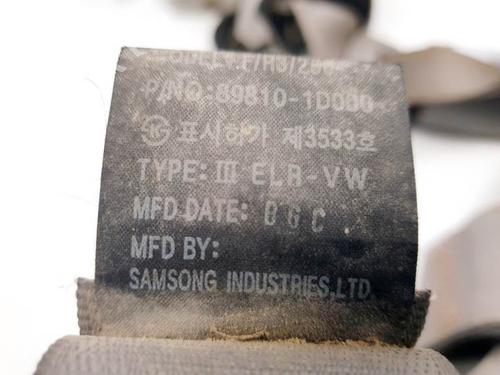 P/NO:89810-1D000
표시허가 제3533호
TYPE: III ELR-VW
MFD DATE: 06C
MFD BY:
SAMSONG INDUSTRIES,LTD